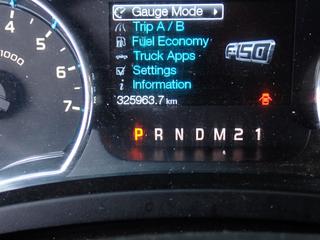 Gauge Mode
Trip A / B
Fuel Economy
Truck Apps
Settings
Information
325963.7 km
F150
4
5
6
7
x1000
P R N D M 2 1